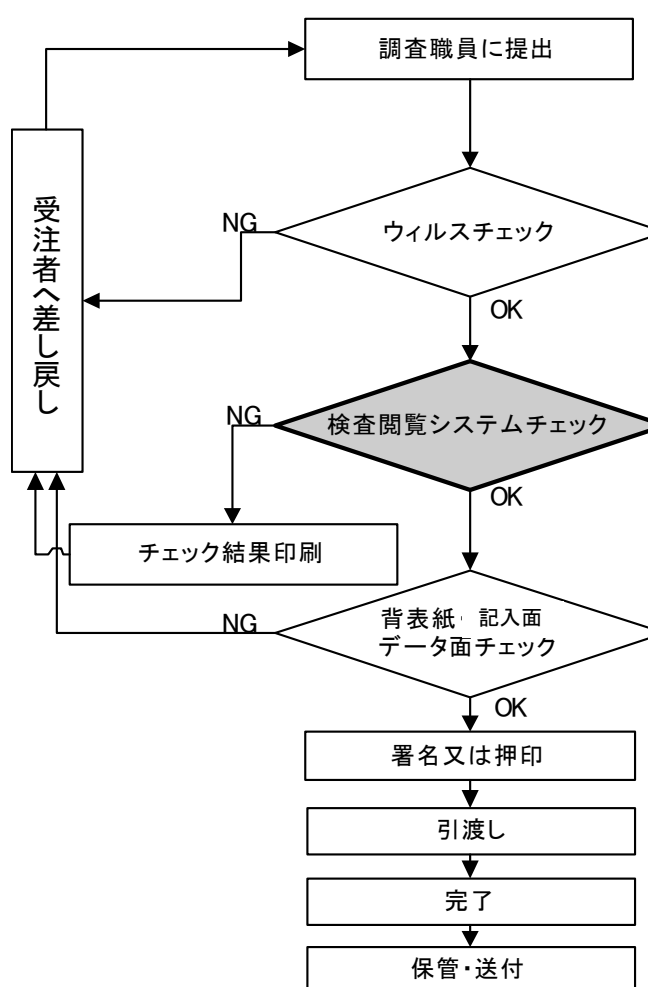 調査職員に提出
受注者へ差し戻し
NG
ウィルスチェック
OK
NG
検査閲覧システムチェック
OK
チェック結果印刷
NG
背表紙・記入面
データ面チェック
OK
署名又は押印
引渡し
完了
保管・送付